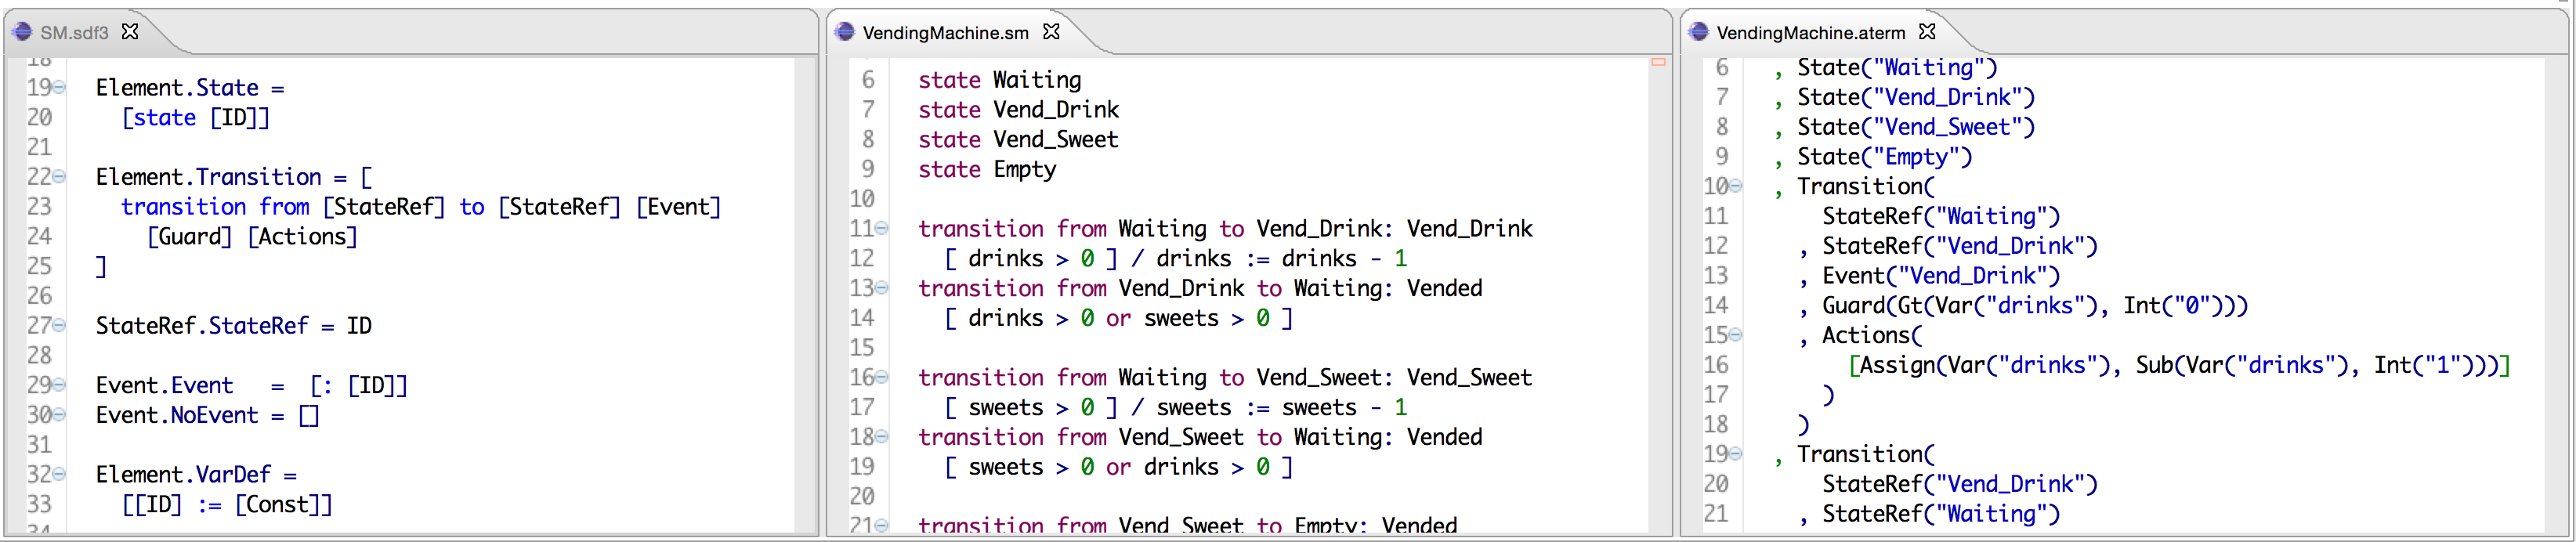 SM.sdf3
18
19 Element.State =
20 [state [ID]]
21
22 Element.Transition = [
23 transition from [StateRef] to [StateRef] [Event]
24 [Guard] [Actions]
25 ]
26
27 StateRef.StateRef = ID
28
29 Event.Event = [: [ID]]
30 Event.NoEvent = []
31
32 Element.VarDef =
33 [[ID] := [Const]]
34
VendingMachine.sm
6 state Waiting
7 state Vend_Drink
8 state Vend_Sweet
9 state Empty
10
11 transition from Waiting to Vend_Drink: Vend_Drink
12 [ drinks > 0 ] / drinks := drinks - 1
13 transition from Vend_Drink to Waiting: Vended
14 [ drinks > 0 or sweets > 0 ]
15
16 transition from Waiting to Vend_Sweet: Vend_Sweet
17 [ sweets > 0 ] / sweets := sweets - 1
18 transition from Vend_Sweet to Waiting: Vended
19 [ sweets > 0 or drinks > 0 ]
20
21 transition from Vend_Sweet to Empty: Vended
VendingMachine.aterm
6 , State("Waiting")
7 , State("Vend_Drink")
8 , State("Vend_Sweet")
9 , State("Empty")
10 , Transition(
11 StateRef("Waiting")
12 , StateRef("Vend_Drink")
13 , Event("Vend_Drink")
14 , Guard(Gt(Var("drinks"), Int("0")))
15 , Actions(
16 [Assign(Var("drinks"), Sub(Var("drinks"), Int("1")))]
17 )
18 )
19 , Transition(
20 StateRef("Vend_Drink")
21 , StateRef("Waiting")